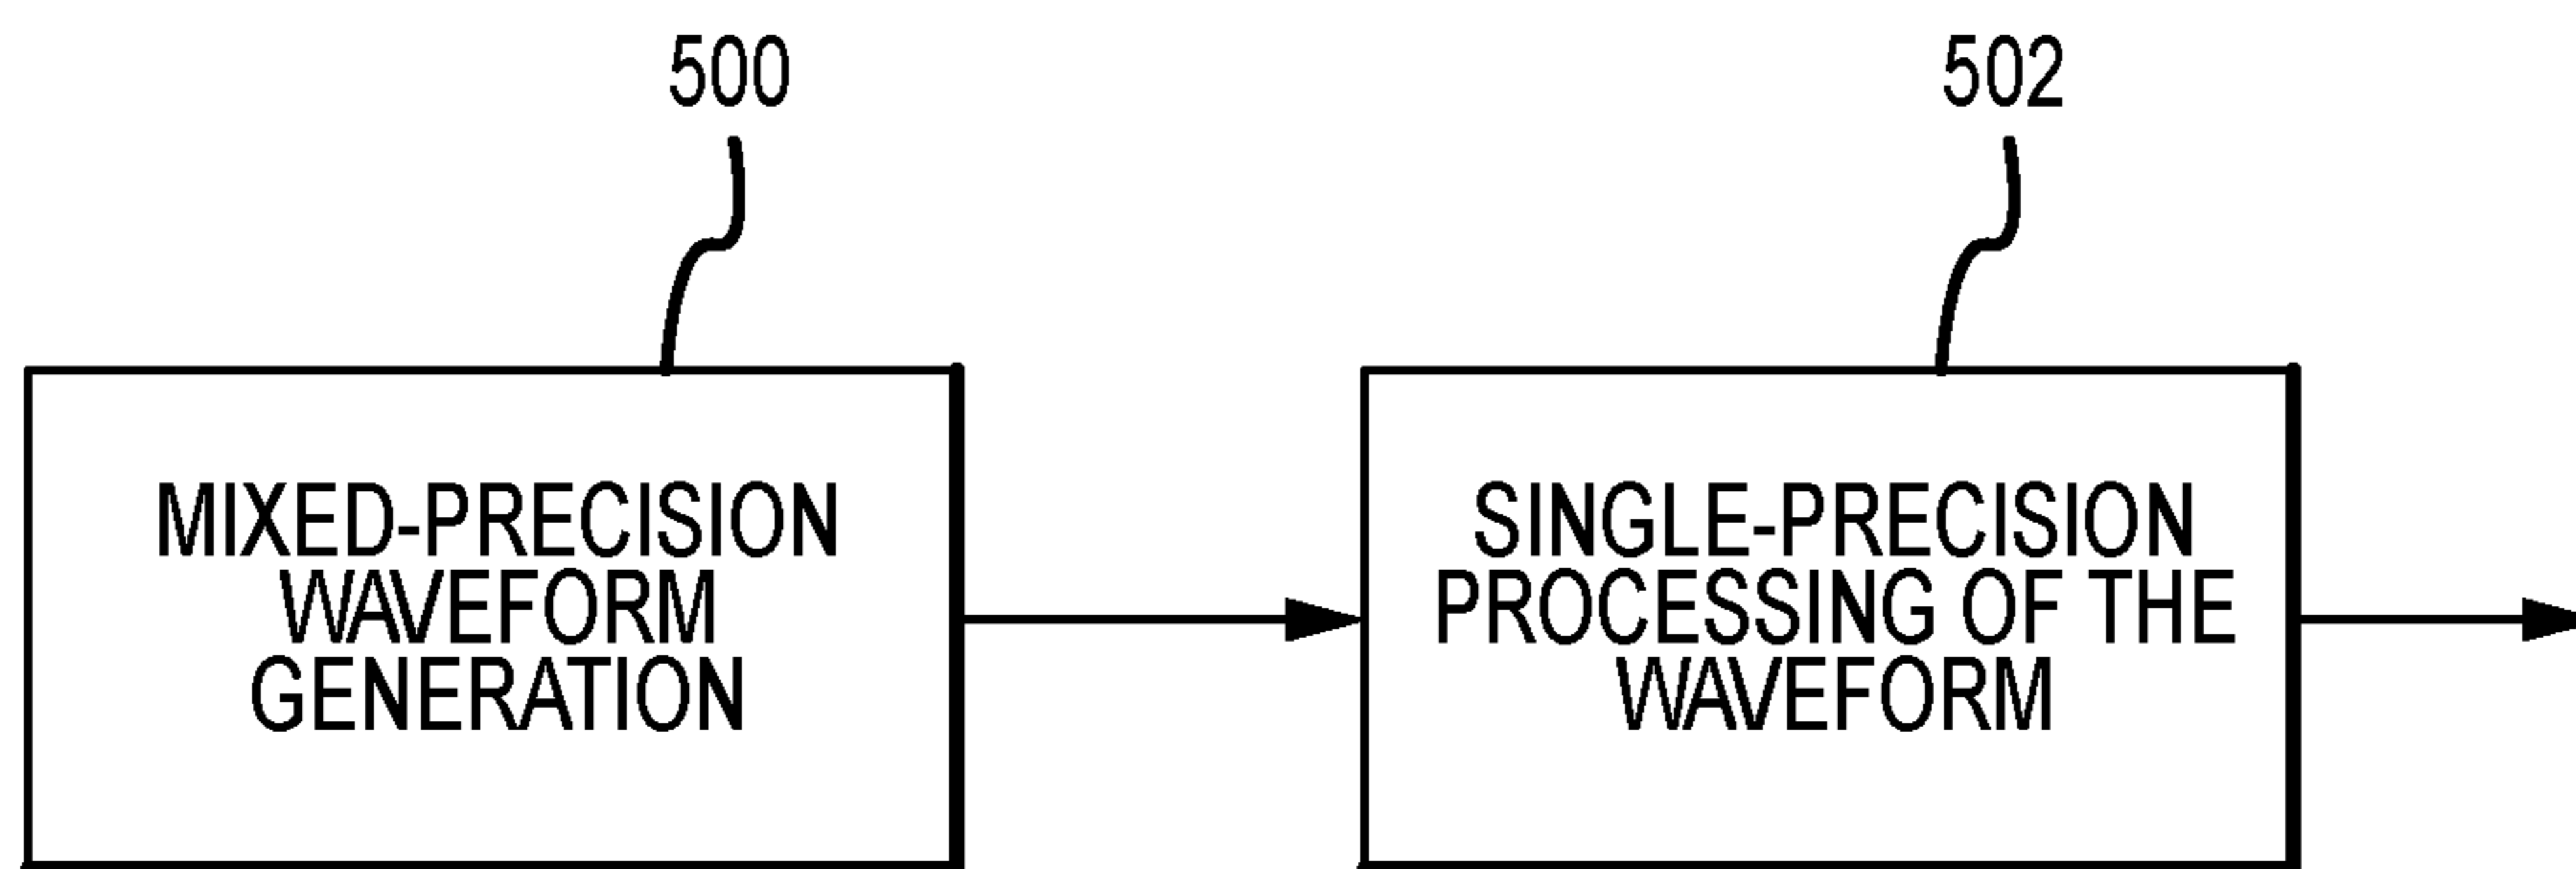 500
502
MIXED-PRECISION
WAVEFORM
GENERATION
SINGLE-PRECISION
PROCESSING OF THE
WAVEFORM